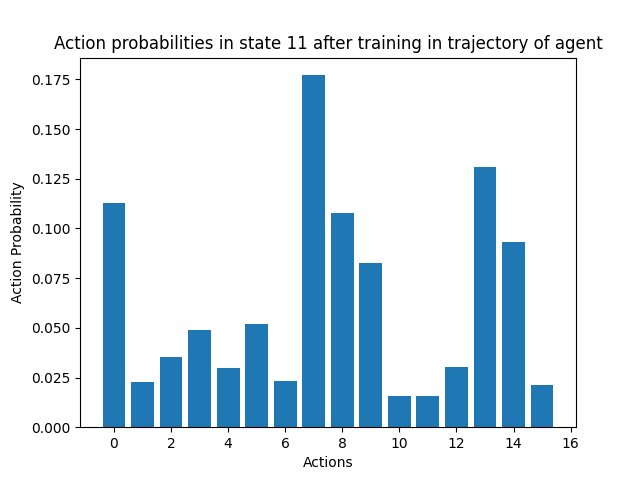 Action probabilities in state 11 after training in trajectory of agent
0.175
0.150
0.125
0.100
0.075
0.050
0.025
0.000
Action Probability
0 2 4 6 8 10 12 14 16
Actions